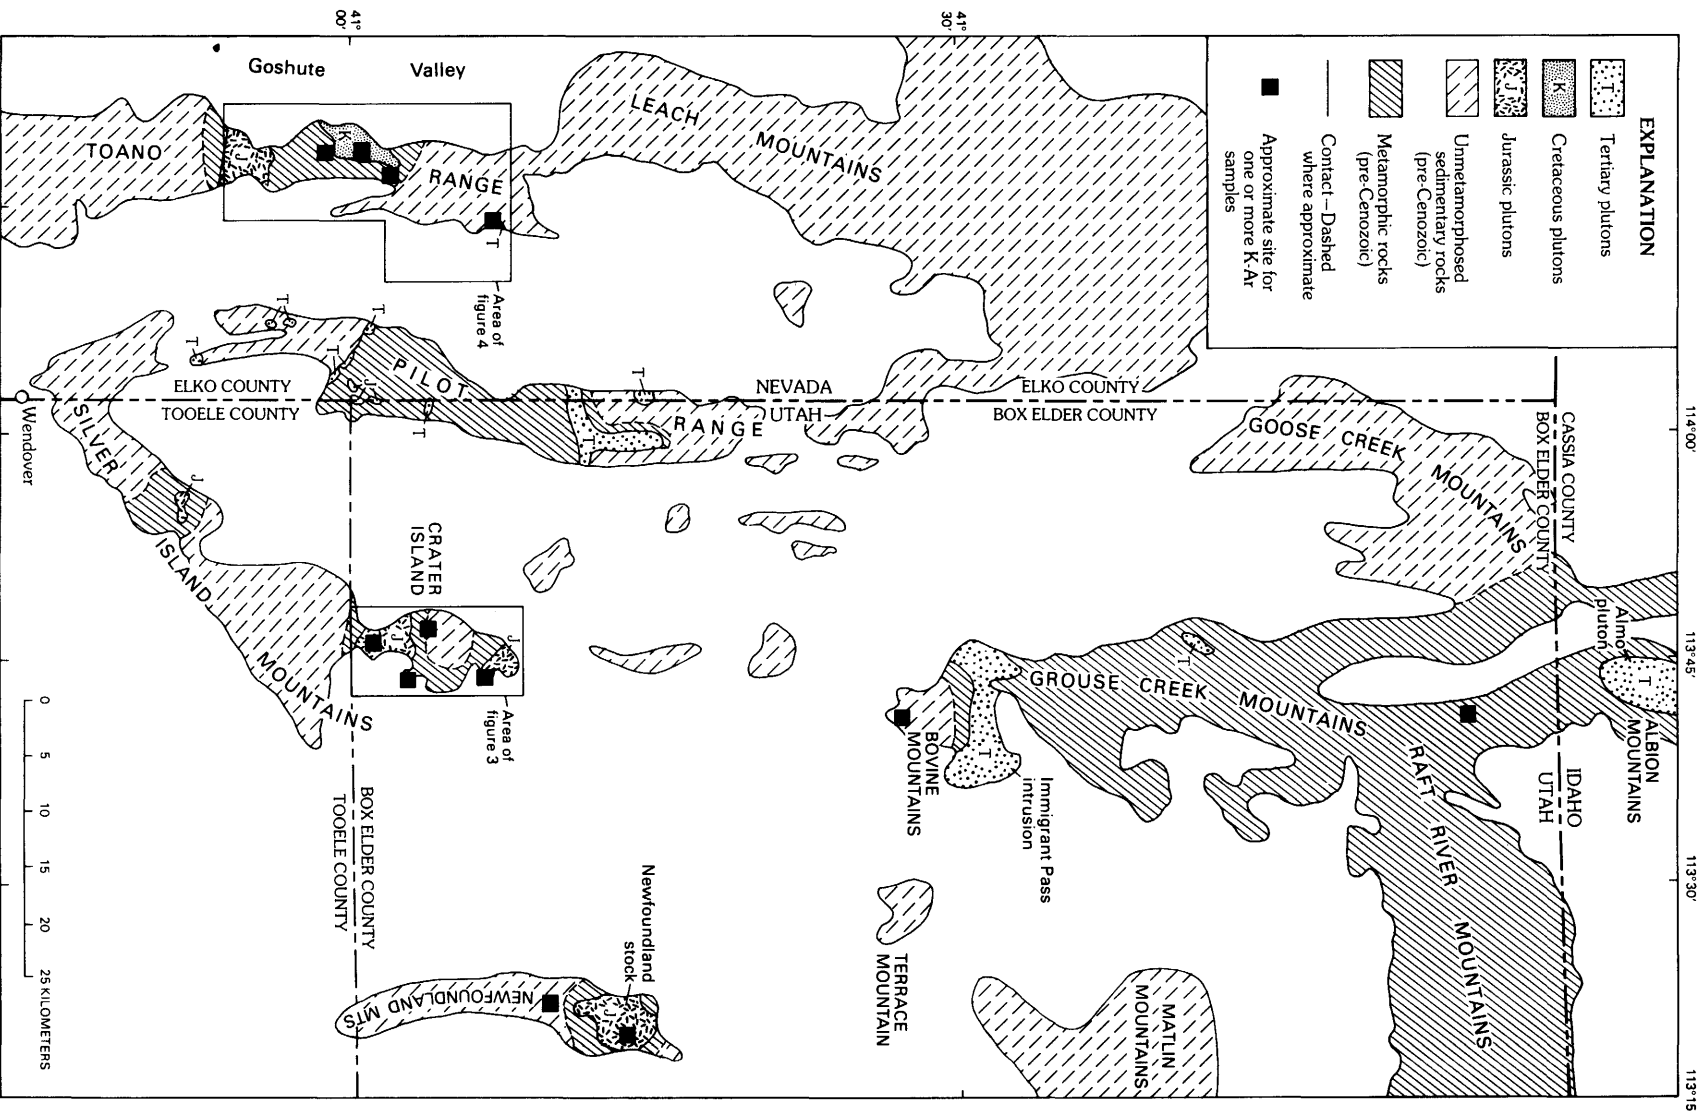 EXPLANATION
T
Tertiary plutons
K
Cretaceous plutons
J
Jurassic plutons
Unmetamorphosed
sedimentary rocks
(pre-Cenozoic)
Metamorphic rocks
(pre-Cenozoic)
Contact—Dashed
where approximate
Approximate site for
one or more K-Ar
samples
114°00'
113°45'
113°30'
113°15'
41°
30'
41°
00'
CASSIA COUNTY
BOX ELDER COUNTY
IDAHO
UTAH
Almo
pluton
T
ALBION
MOUNTAINS
GOOSE CREEK
MOUNTAINS
GROUSE CREEK
MOUNTAINS
T
RAFT RIVER MOUNTAINS
LEACH
MOUNTAINS
ELKO COUNTY
BOX ELDER COUNTY
NEVADA
UTAH
Immigrant Pass
intrusion
T
BOVINE
MOUNTAINS
MATLIN
MOUNTAINS
TERRACE
MOUNTAIN
Goshute Valley
TOANO
RANGE
J
K
T
Area of
figure 4
PILOT
RANGE
T
T
T
T
T
T
T
J
ELKO COUNTY
TOOELE COUNTY
Wendover
SILVER
ISLAND
MOUNTAINS
J
CRATER
ISLAND
J
J
Area of
figure 3
BOX ELDER COUNTY
TOOELE COUNTY
Newfoundland
stock
J
NEWFOUNDLAND MTS
0 5 10 15 20 25 KILOMETERS